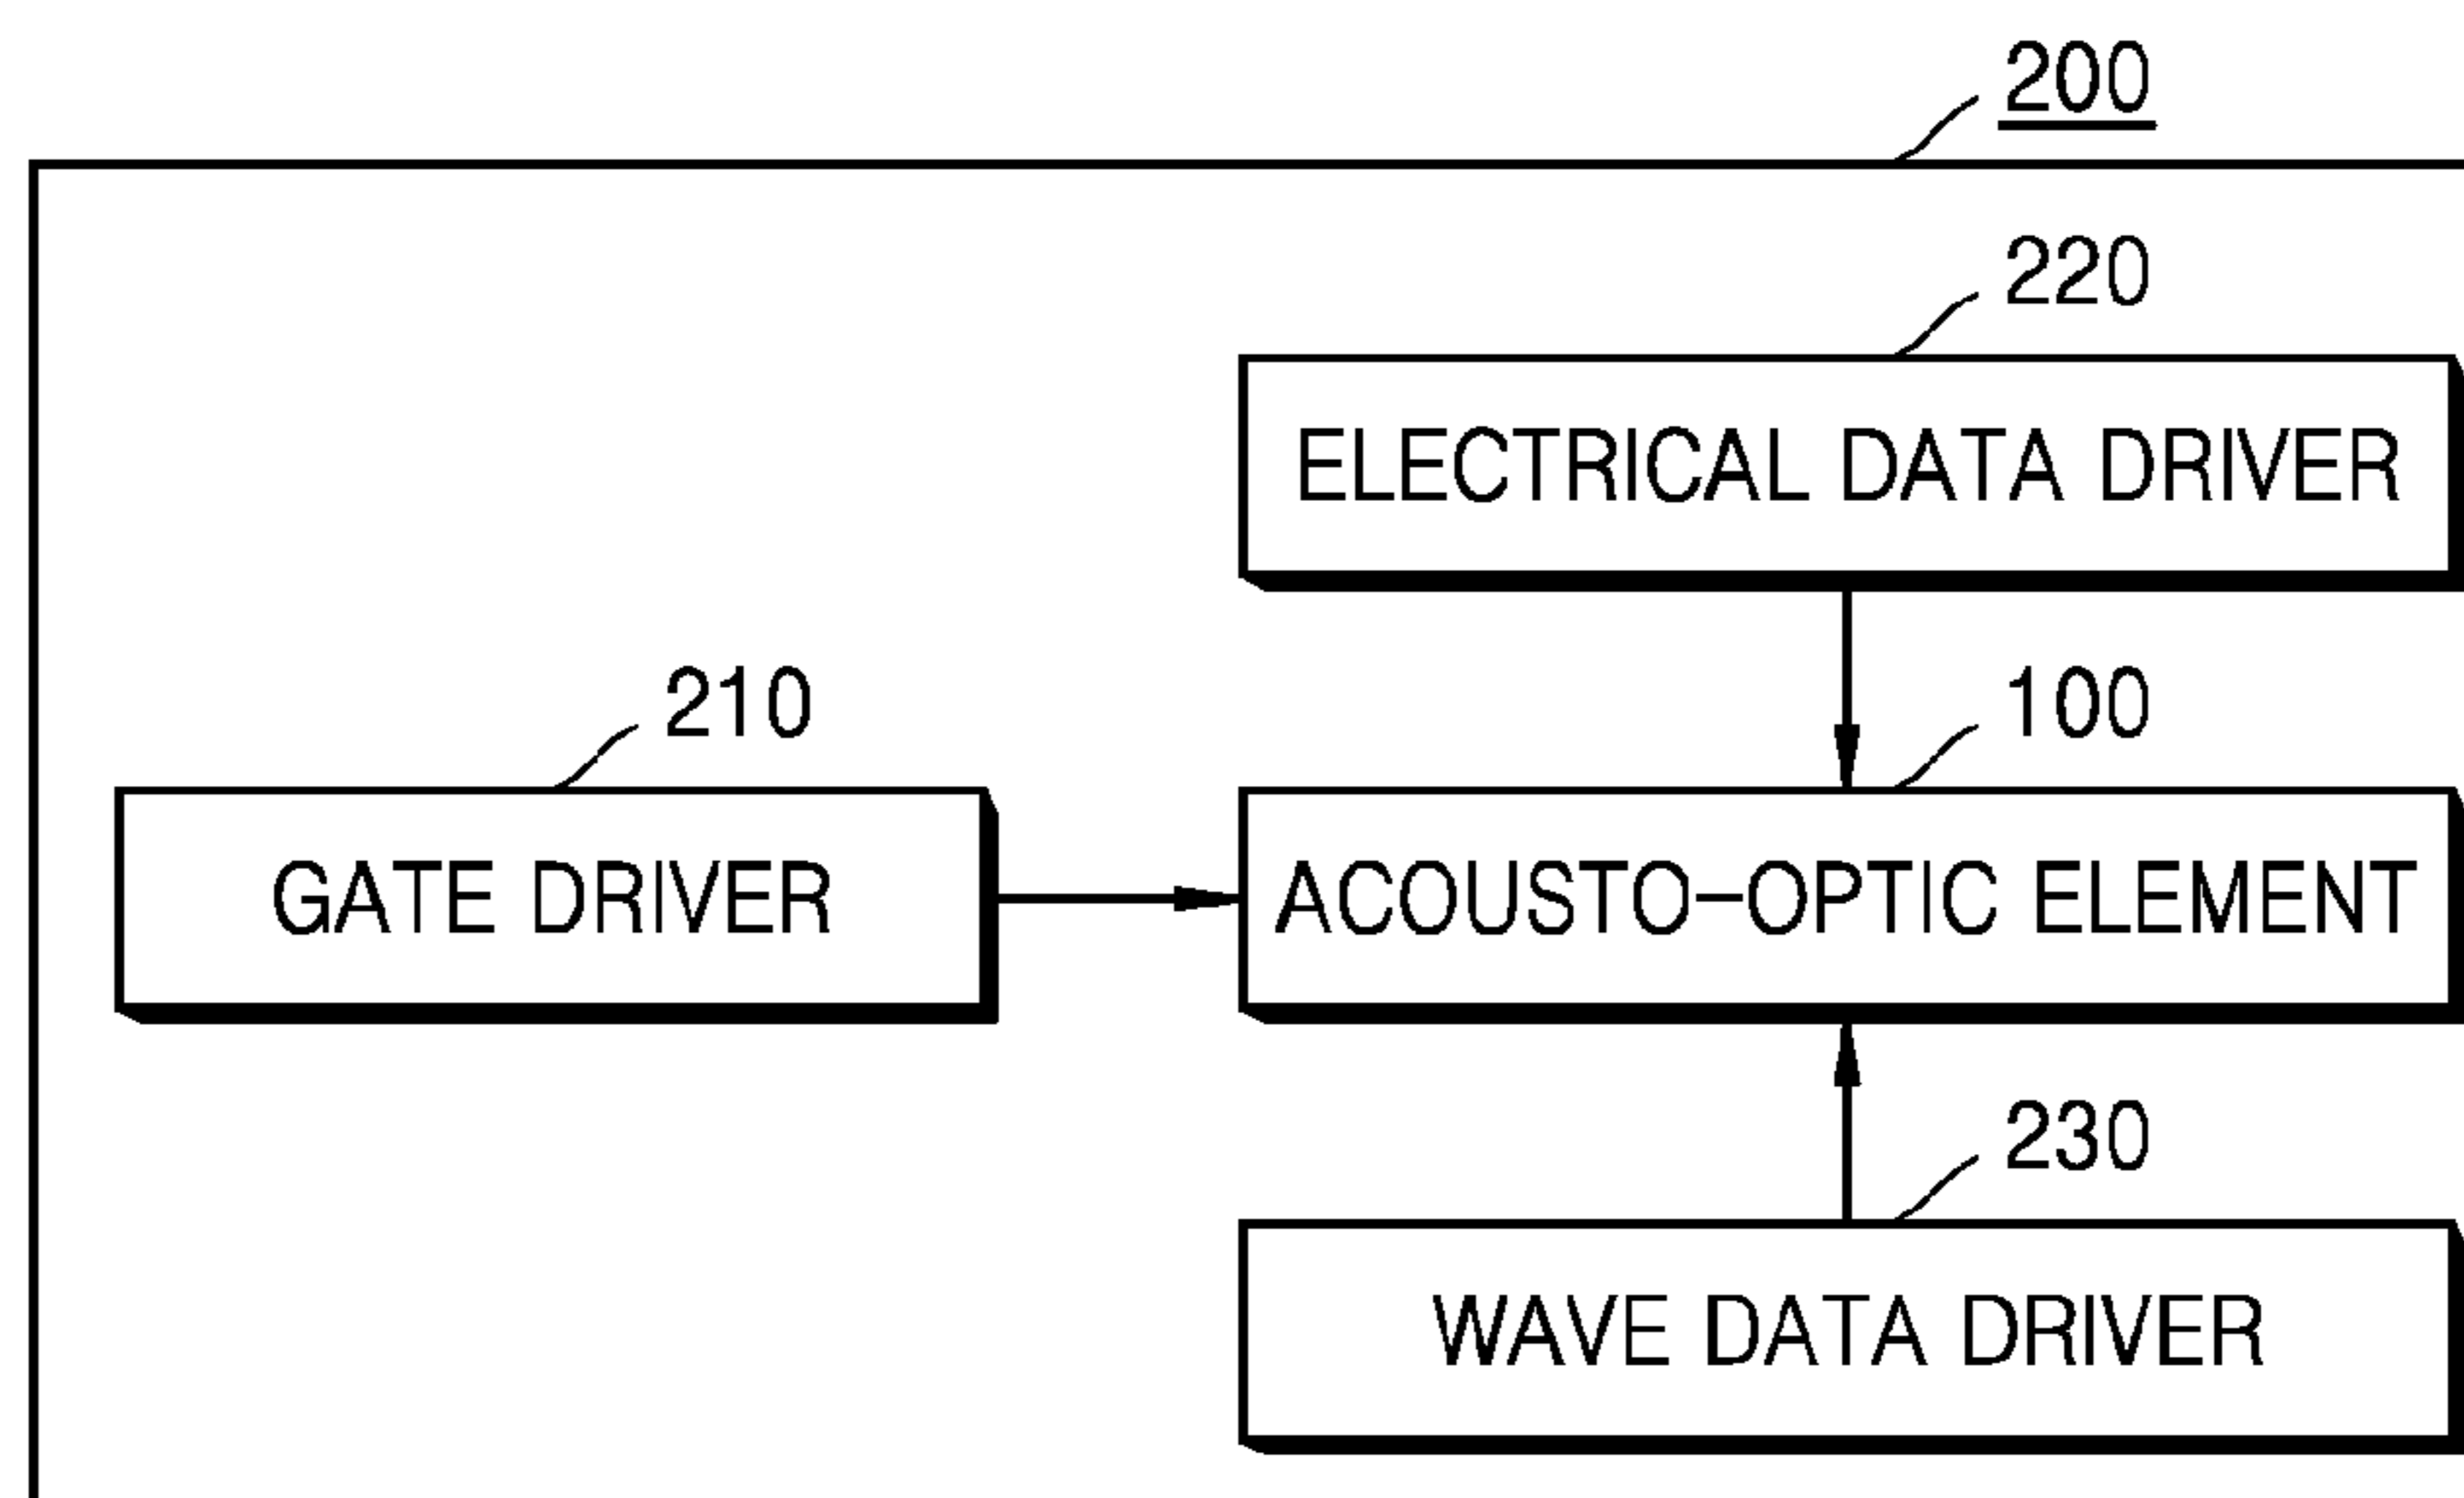 200
220
ELECTRICAL DATA DRIVER
210
100
GATE DRIVER
ACOUSTO-OPTIC ELEMENT
230
WAVE DATA DRIVER